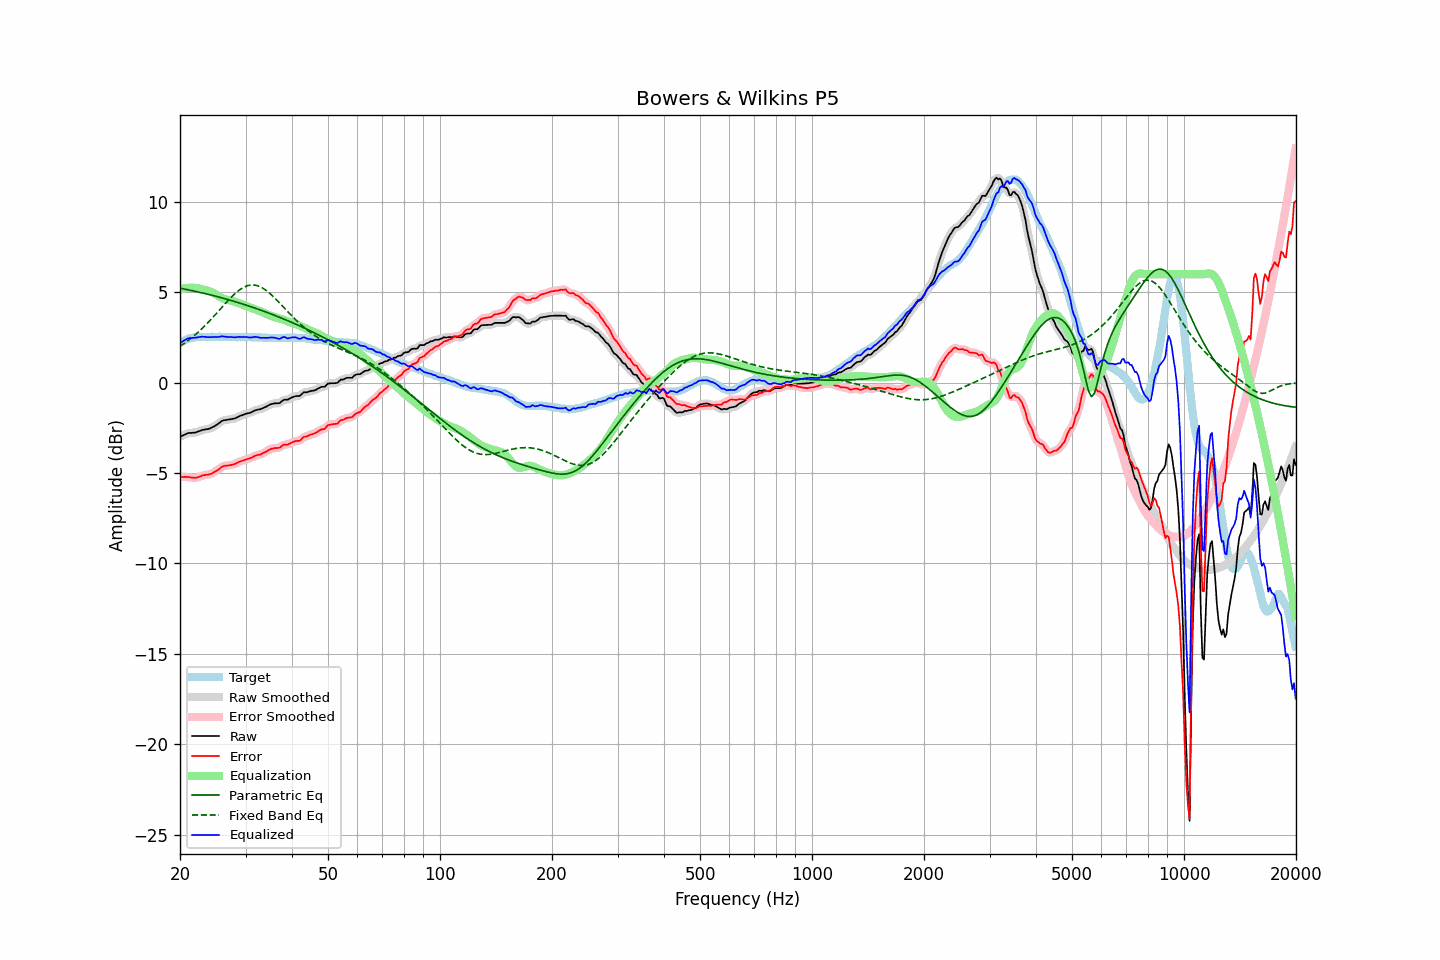 Bowers & Wilkins P5
Amplitude (dBr)
10
5
0
−5
−10
−15
−20
−25
Target
Raw Smoothed
Error Smoothed
Raw
Error
Equalization
Parametric Eq
Fixed Band Eq
Equalized
20 50 100 200 500 1000 2000 5000 10000 20000
Frequency (Hz)